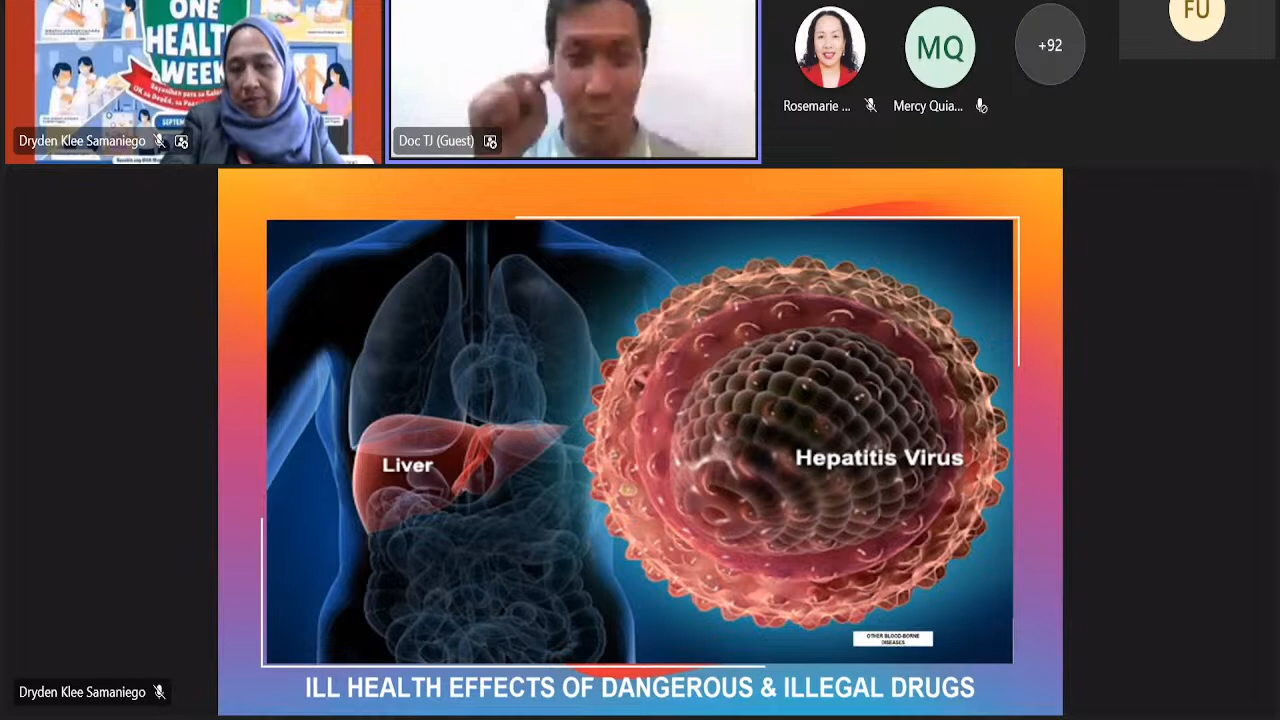 ONE
HEALTH
WEEK
Dryden Klee Samaniego
Doc TJ (Guest)
Rosemarie ...
MQ
Mercy Quia...
+92
FU
Liver
Hepatitis Virus
OTHER BLOOD-BORNE
DISEASES
ILL HEALTH EFFECTS OF DANGEROUS & ILLEGAL DRUGS
Dryden Klee Samaniego